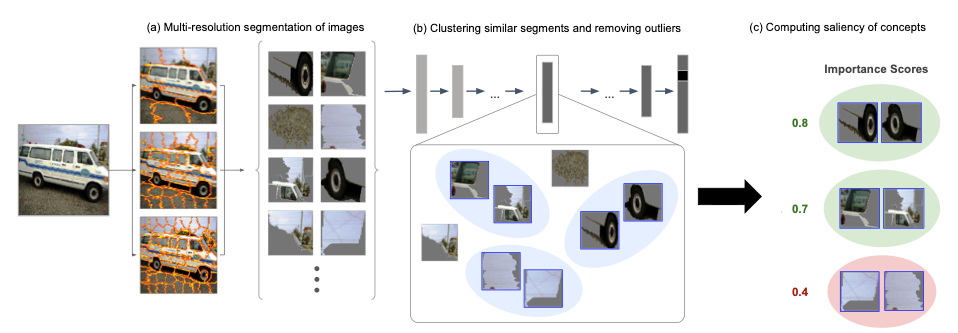 (a) Multi-resolution segmentation of images
(b) Clustering similar segments and removing outliers
(c) Computing saliency of concepts
Importance Scores
...
...
0.8
0.7
0.4